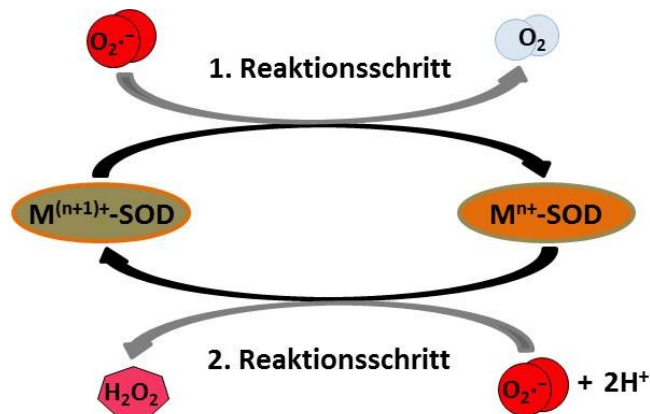 O₂·⁻
O₂
1. Reaktionsschritt
M⁽ⁿ⁺¹⁾⁺-SOD
Mⁿ⁺-SOD
2. Reaktionsschritt
H₂O₂
O₂·⁻ + 2H⁺